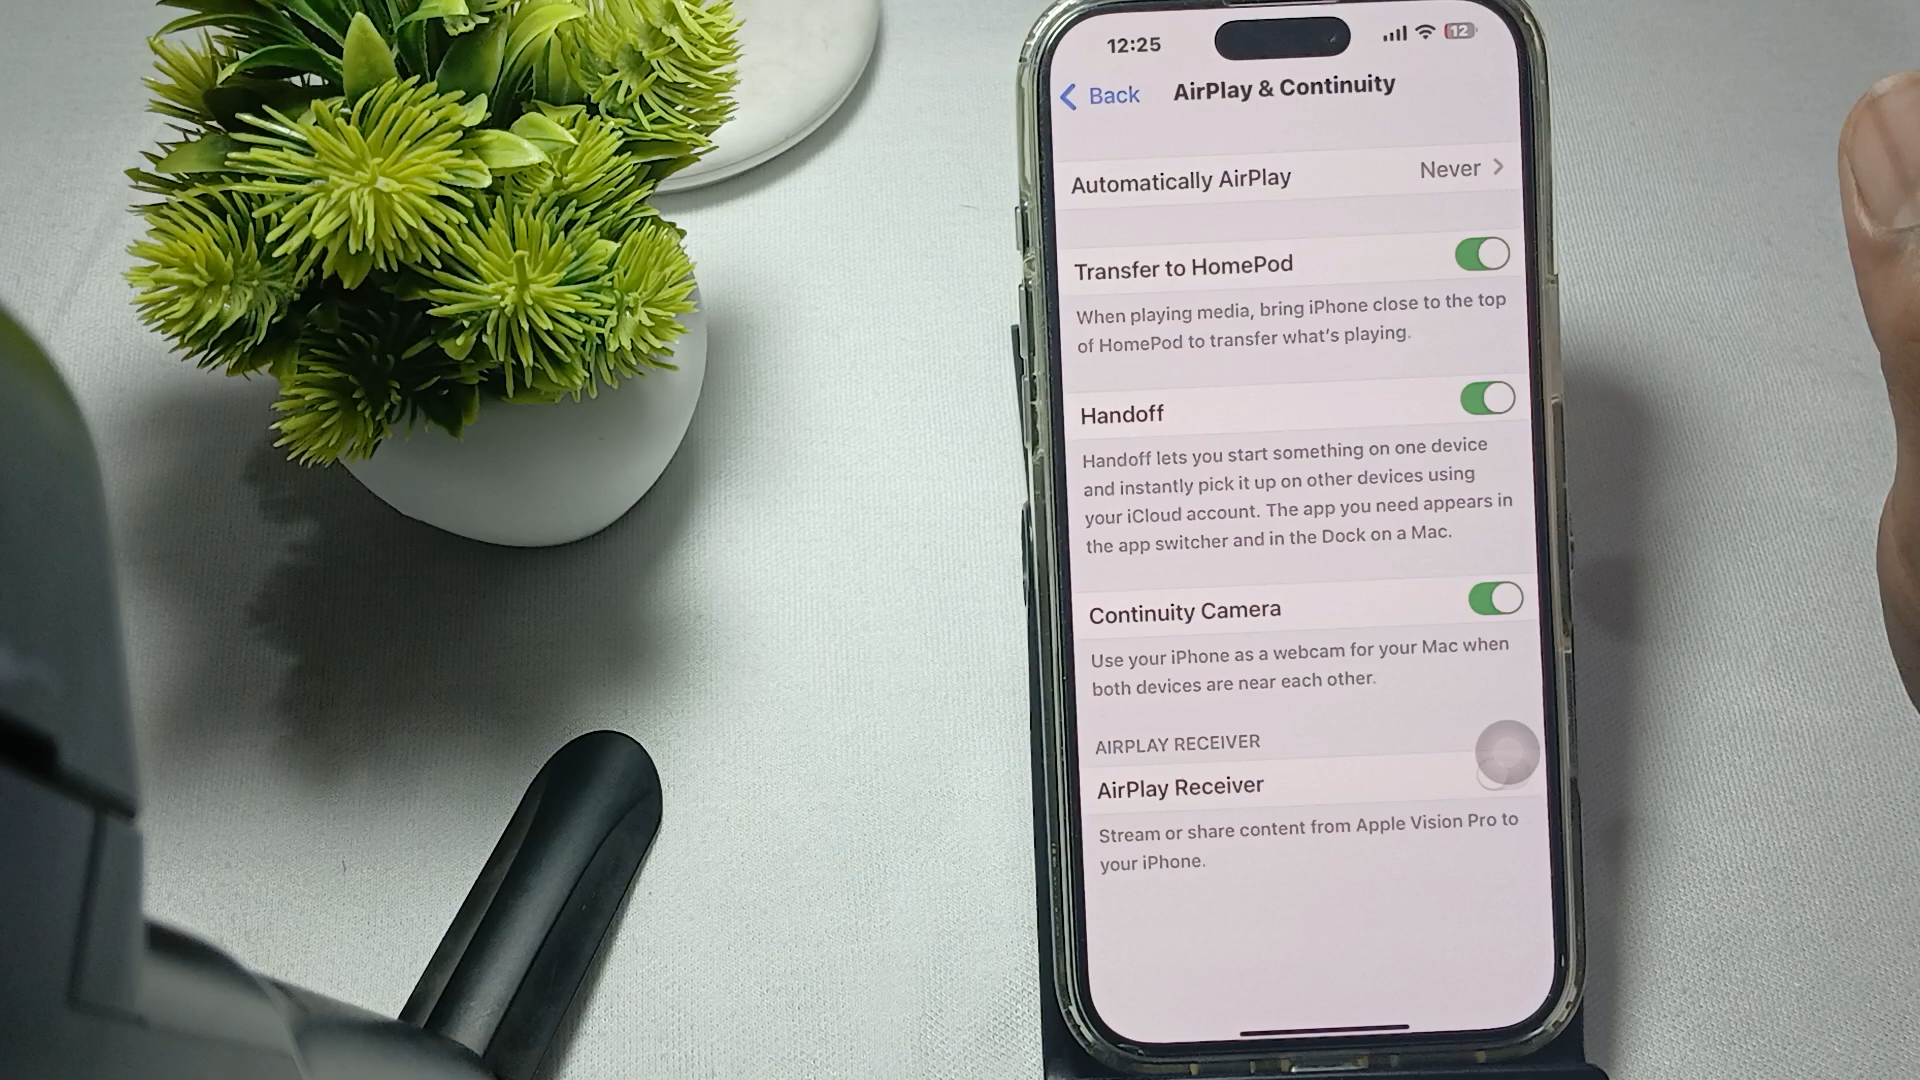 12:25
12
Back
AirPlay & Continuity
Automatically AirPlay
Never
Transfer to HomePod
When playing media, bring iPhone close to the top
of HomePod to transfer what's playing.
Handoff
Handoff lets you start something on one device
and instantly pick it up on other devices using
your iCloud account. The app you need appears in
the app switcher and in the Dock on a Mac.
Continuity Camera
Use your iPhone as a webcam for your Mac when
both devices are near each other.
AIRPLAY RECEIVER
AirPlay Receiver
Stream or share content from Apple Vision Pro to
your iPhone.